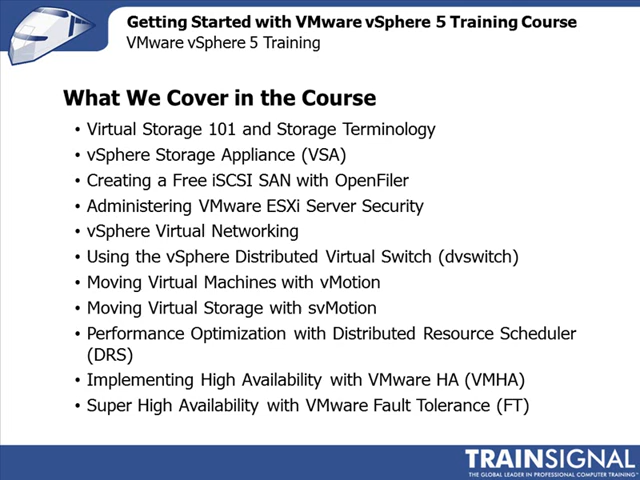 Getting Started with VMware vSphere 5 Training Course
VMware vSphere 5 Training
What We Cover in the Course
• Virtual Storage 101 and Storage Terminology
• vSphere Storage Appliance (VSA)
• Creating a Free iSCSI SAN with OpenFiler
• Administering VMware ESXi Server Security
• vSphere Virtual Networking
• Using the vSphere Distributed Virtual Switch (dvswitch)
• Moving Virtual Machines with vMotion
• Moving Virtual Storage with svMotion
• Performance Optimization with Distributed Resource Scheduler
(DRS)
• Implementing High Availability with VMware HA (VMHA)
• Super High Availability with VMware Fault Tolerance (FT)
TRAINSIGNAL
THE GLOBAL LEADER IN PROFESSIONAL COMPUTER TRAINING™